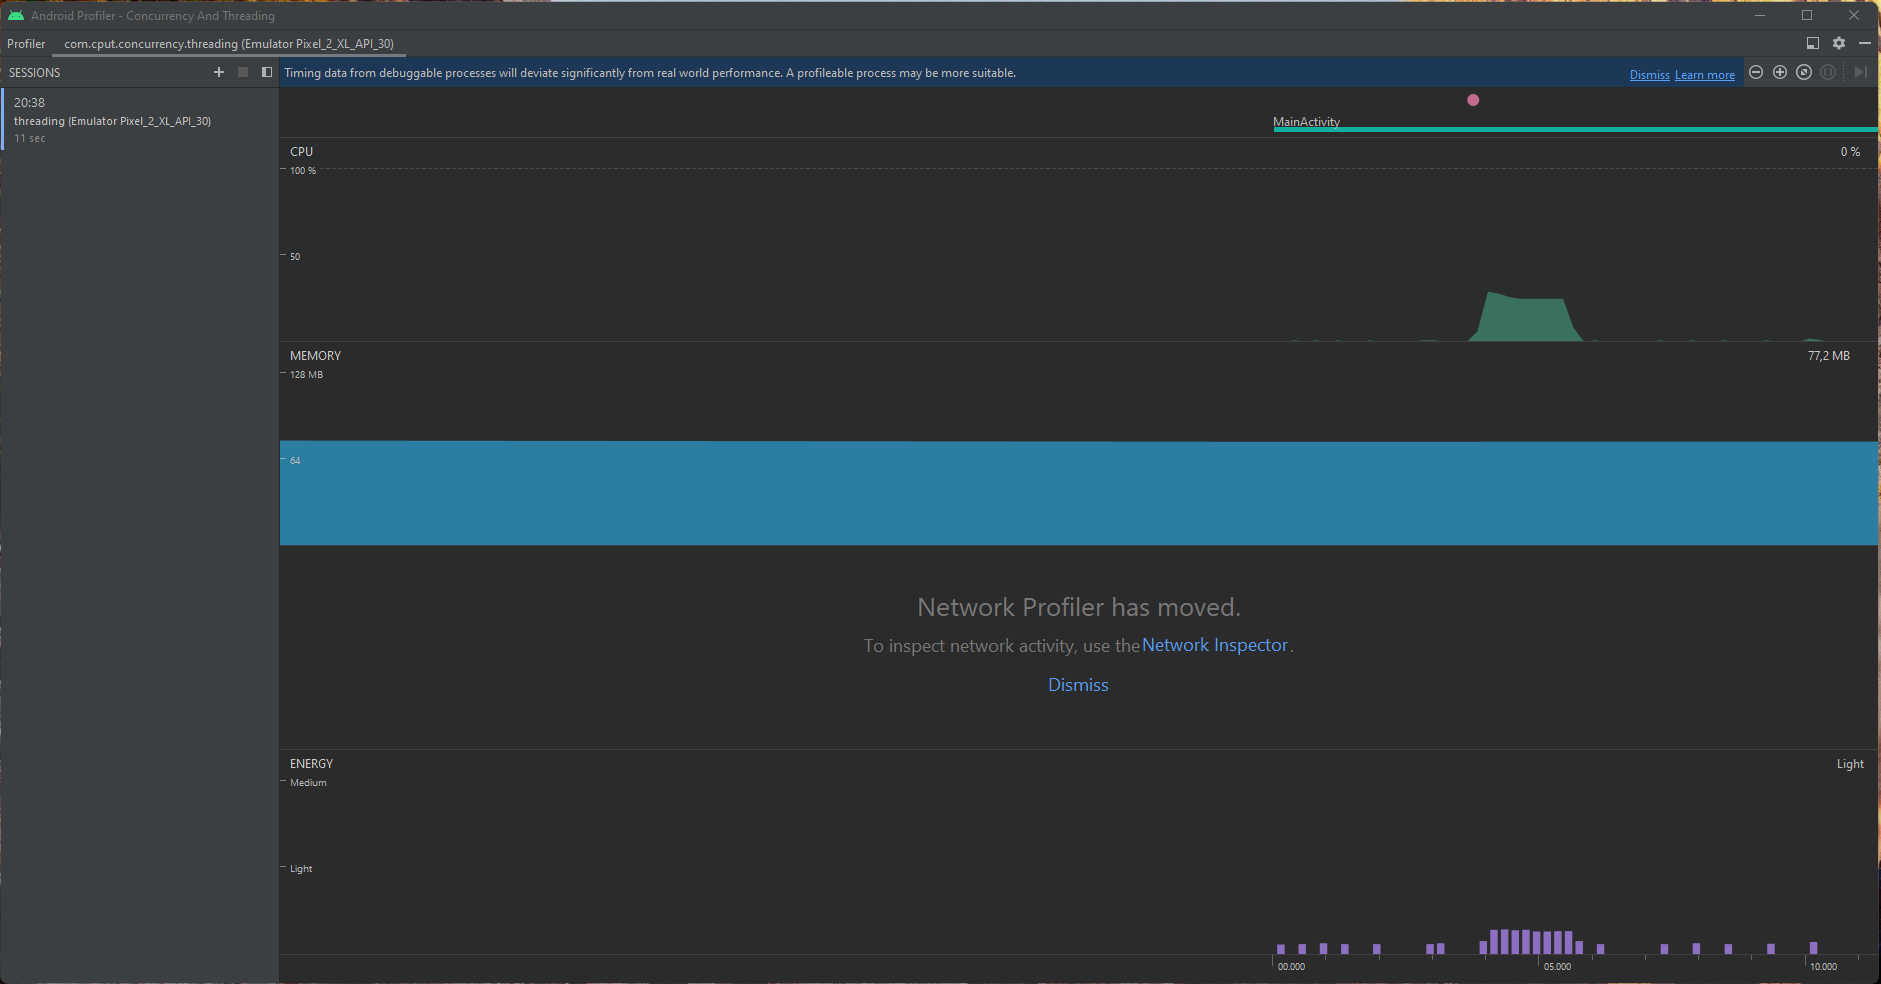 Android Profiler - Concurrency And Threading
Profiler com.cput.concurrency.threading (Emulator Pixel_2_XL_API_30)
SESSIONS
Timing data from debuggable processes will deviate significantly from real world performance. A profileable process may be more suitable. Dismiss Learn more
20:38
threading (Emulator Pixel_2_XL_API_30)
11 sec
MainActivity
CPU 0 %
100 %
50
MEMORY 77,2 MB
128 MB
64
Network Profiler has moved.
To inspect network activity, use the Network Inspector.
Dismiss
ENERGY Light
Medium
Light
00.000 05.000 10.000